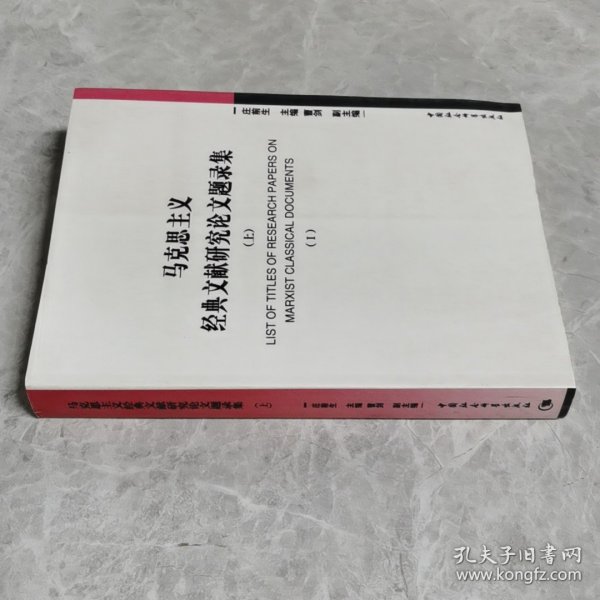 马克思主义
经典文献研究论文题录集
（上）
LIST OF TITLES OF RESEARCH PAPERS ON
MARXIST CLASSICAL DOCUMENTS
（I）
庄前生 主编 曹剑 副主编
中国社会科学出版社
马克思主义经典文献研究论文题录集（上） 庄前生 主编 曹剑 副主编 中国社会科学出版社
孔夫子旧书网
www.kongfz.com